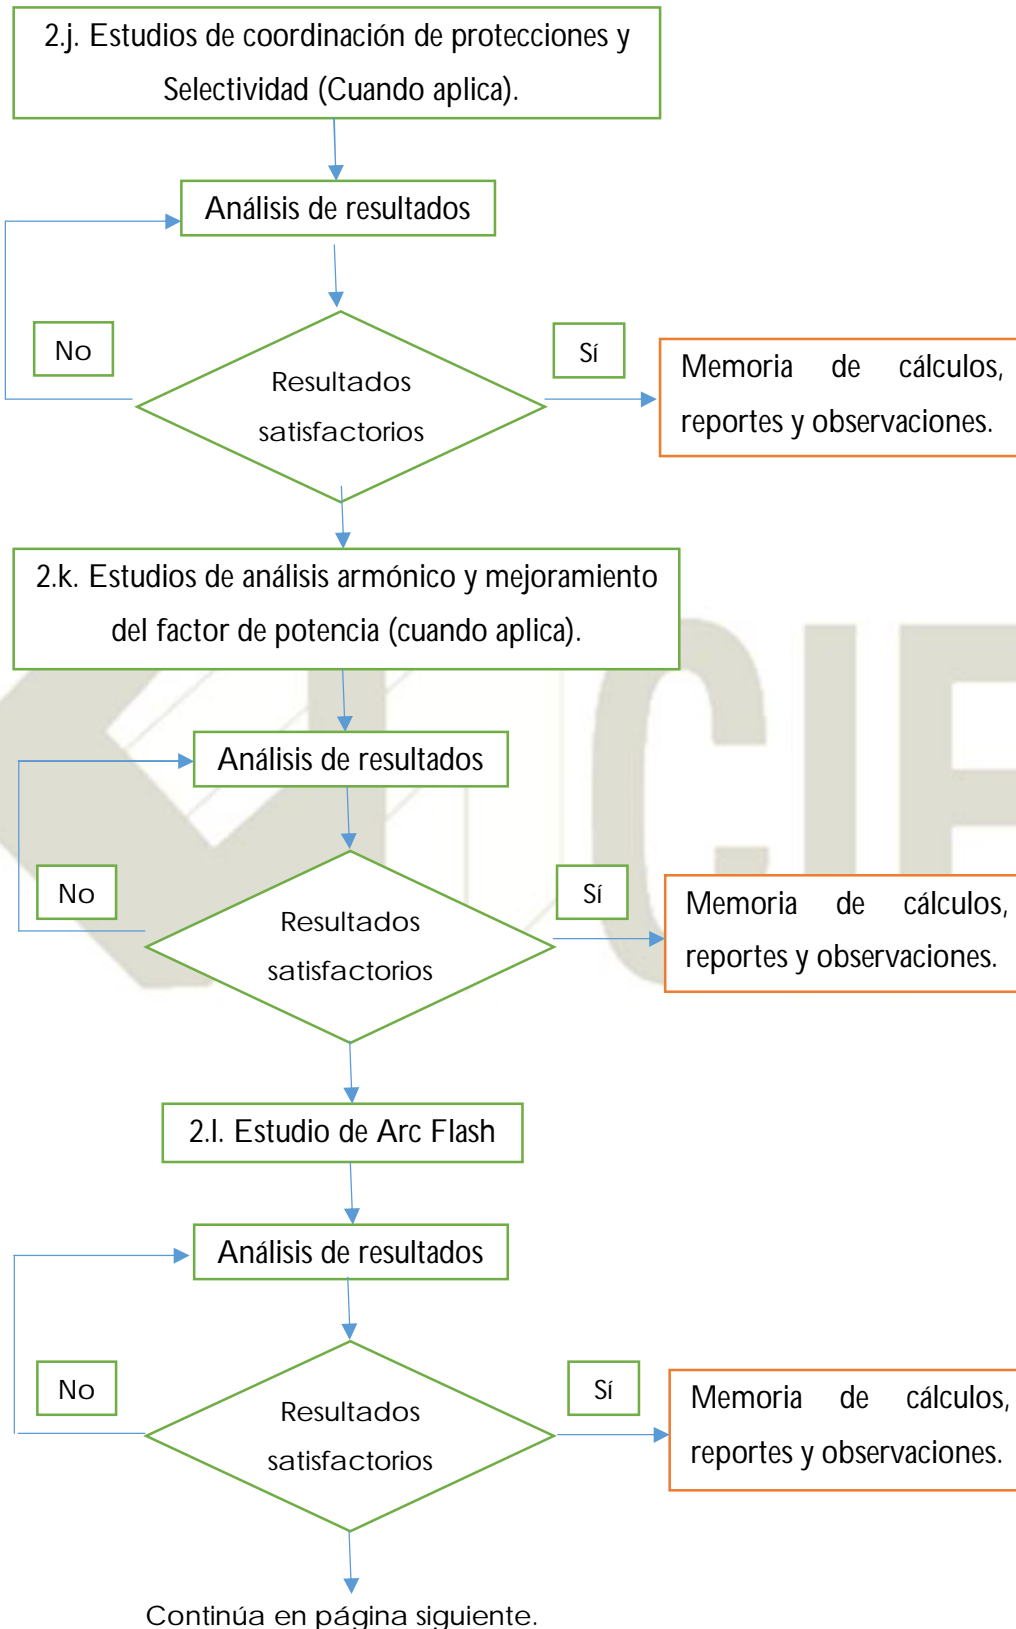 2.j. Estudios de coordinación de protecciones y
Selectividad (Cuando aplica).
Análisis de resultados
No
Sí
Resultados
satisfactorios
Memoria de cálculos,
reportes y observaciones.
2.k. Estudios de análisis armónico y mejoramiento
del factor de potencia (cuando aplica).
Análisis de resultados
No
Sí
Resultados
satisfactorios
Memoria de cálculos,
reportes y observaciones.
2.l. Estudio de Arc Flash
Análisis de resultados
No
Sí
Resultados
satisfactorios
Memoria de cálculos,
reportes y observaciones.
Continúa en página siguiente.